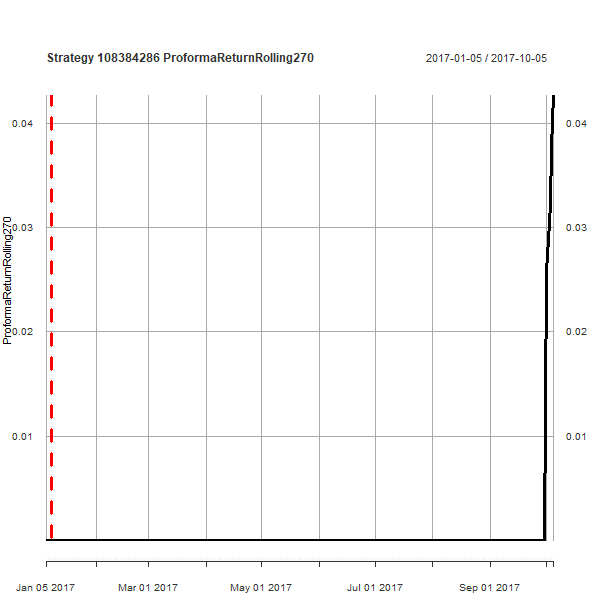 Strategy 108384286 ProformaReturnRolling270
2017-01-05 / 2017-10-05
0.04
0.04
ProformaReturnRolling270
0.03
0.03
0.02
0.02
0.01
0.01
Jan 05 2017
Mar 01 2017
May 01 2017
Jul 01 2017
Sep 01 2017